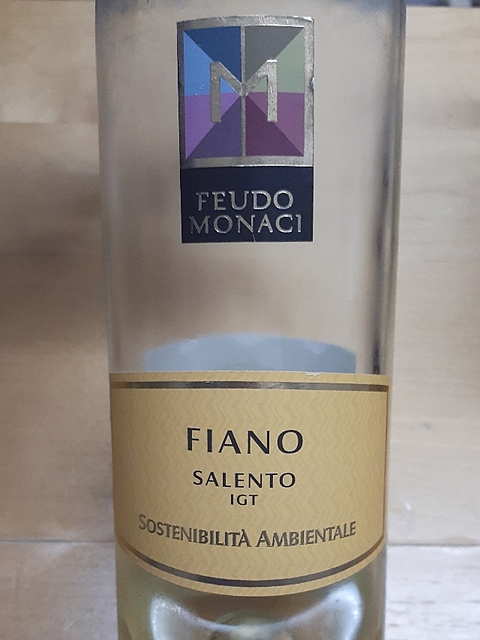 M
FEUDO
MONACI
FIANO
SALENTO
IGT
SOSTENIBILITÀ AMBIENTALE